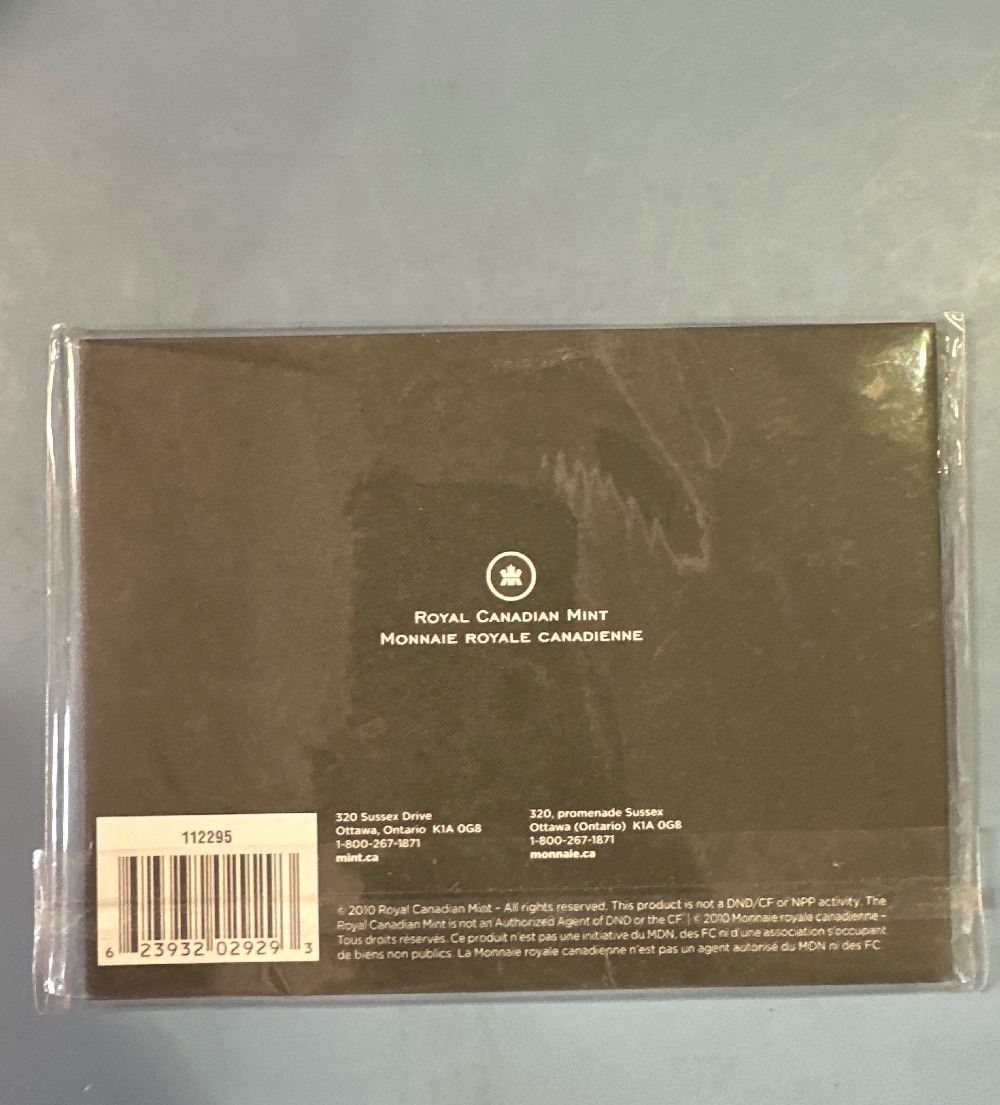 ROYAL CANADIAN MINT
MONNAIE ROYALE CANADIENNE
112295
6 23932 02929 3
320 Sussex Drive
Ottawa, Ontario K1A 0G8
1-800-267-1871
mint.ca
320, promenade Sussex
Ottawa (Ontario) K1A 0G8
1-800-267-1871
monnaie.ca
© 2010 Royal Canadian Mint - All rights reserved. This product is not a DND/CF or NPP activity. The
Royal Canadian Mint is not an Authorized Agent of DND or the CF. | © 2010 Monnaie royale canadienne -
Tous droits réservés. Ce produit n'est pas une initiative du MDN, des FC ni d'une association s'occupant
de biens non publics. La Monnaie royale canadienne n'est pas un agent autorisé du MDN ni des FC.